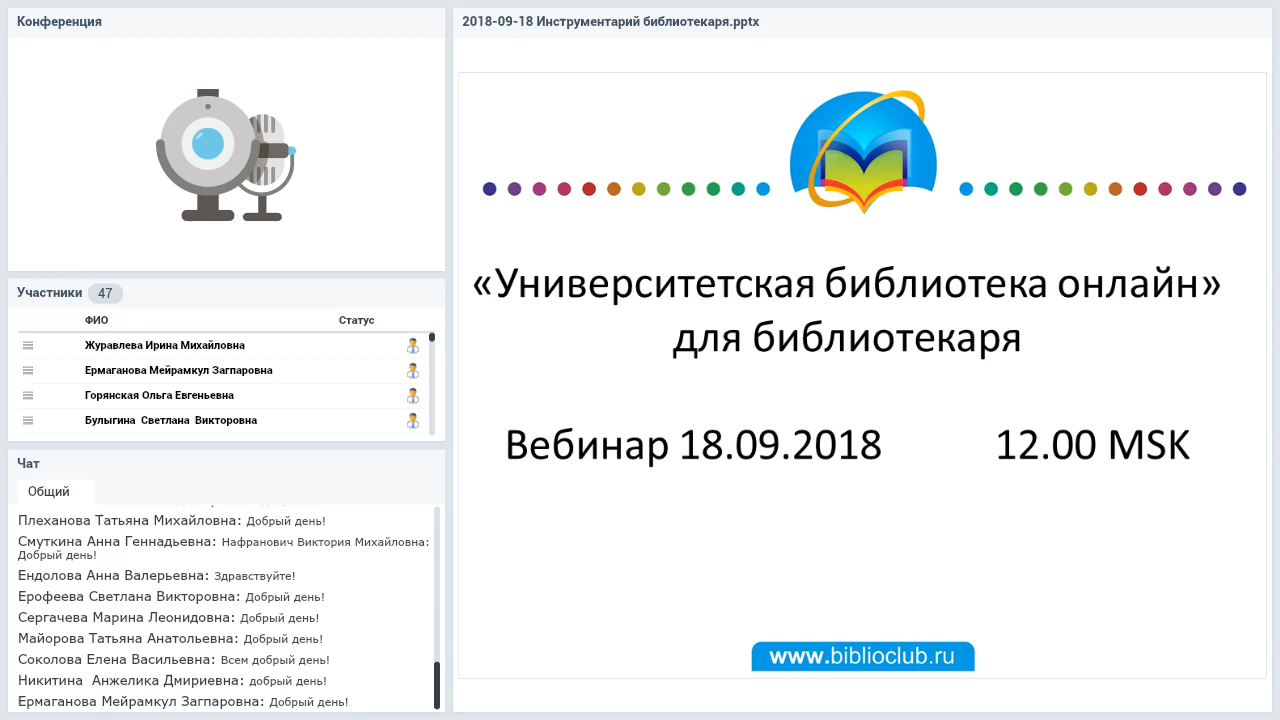 Конференция
Участники 47
ФИО Статус
Журавлева Ирина Михайловна
Ермаганова Мейрамкул Загпаровна
Горянская Ольга Евгеньевна
Булыгина Светлана Викторовна
Чат
Общий
Плеханова Татьяна Михайловна: Добрый день!
Смуткина Анна Геннадьевна: Нафранович Виктория Михайловна:
Добрый день!
Ендолова Анна Валерьевна: Здравствуйте!
Ерофеева Светлана Викторовна: Добрый день!
Сергачева Марина Леонидовна: Добрый день!
Майорова Татьяна Анатольевна: Добрый день!
Соколова Елена Васильевна: Всем добрый день!
Никитина Анжелика Дмириевна: добрый день!
Ермаганова Мейрамкул Загпаровна: Добрый день!
2018-09-18 Инструментарий библиотекаря.pptx
«Университетская библиотека онлайн»
для библиотекаря
Вебинар 18.09.2018 12.00 MSK
www.biblioclub.ru